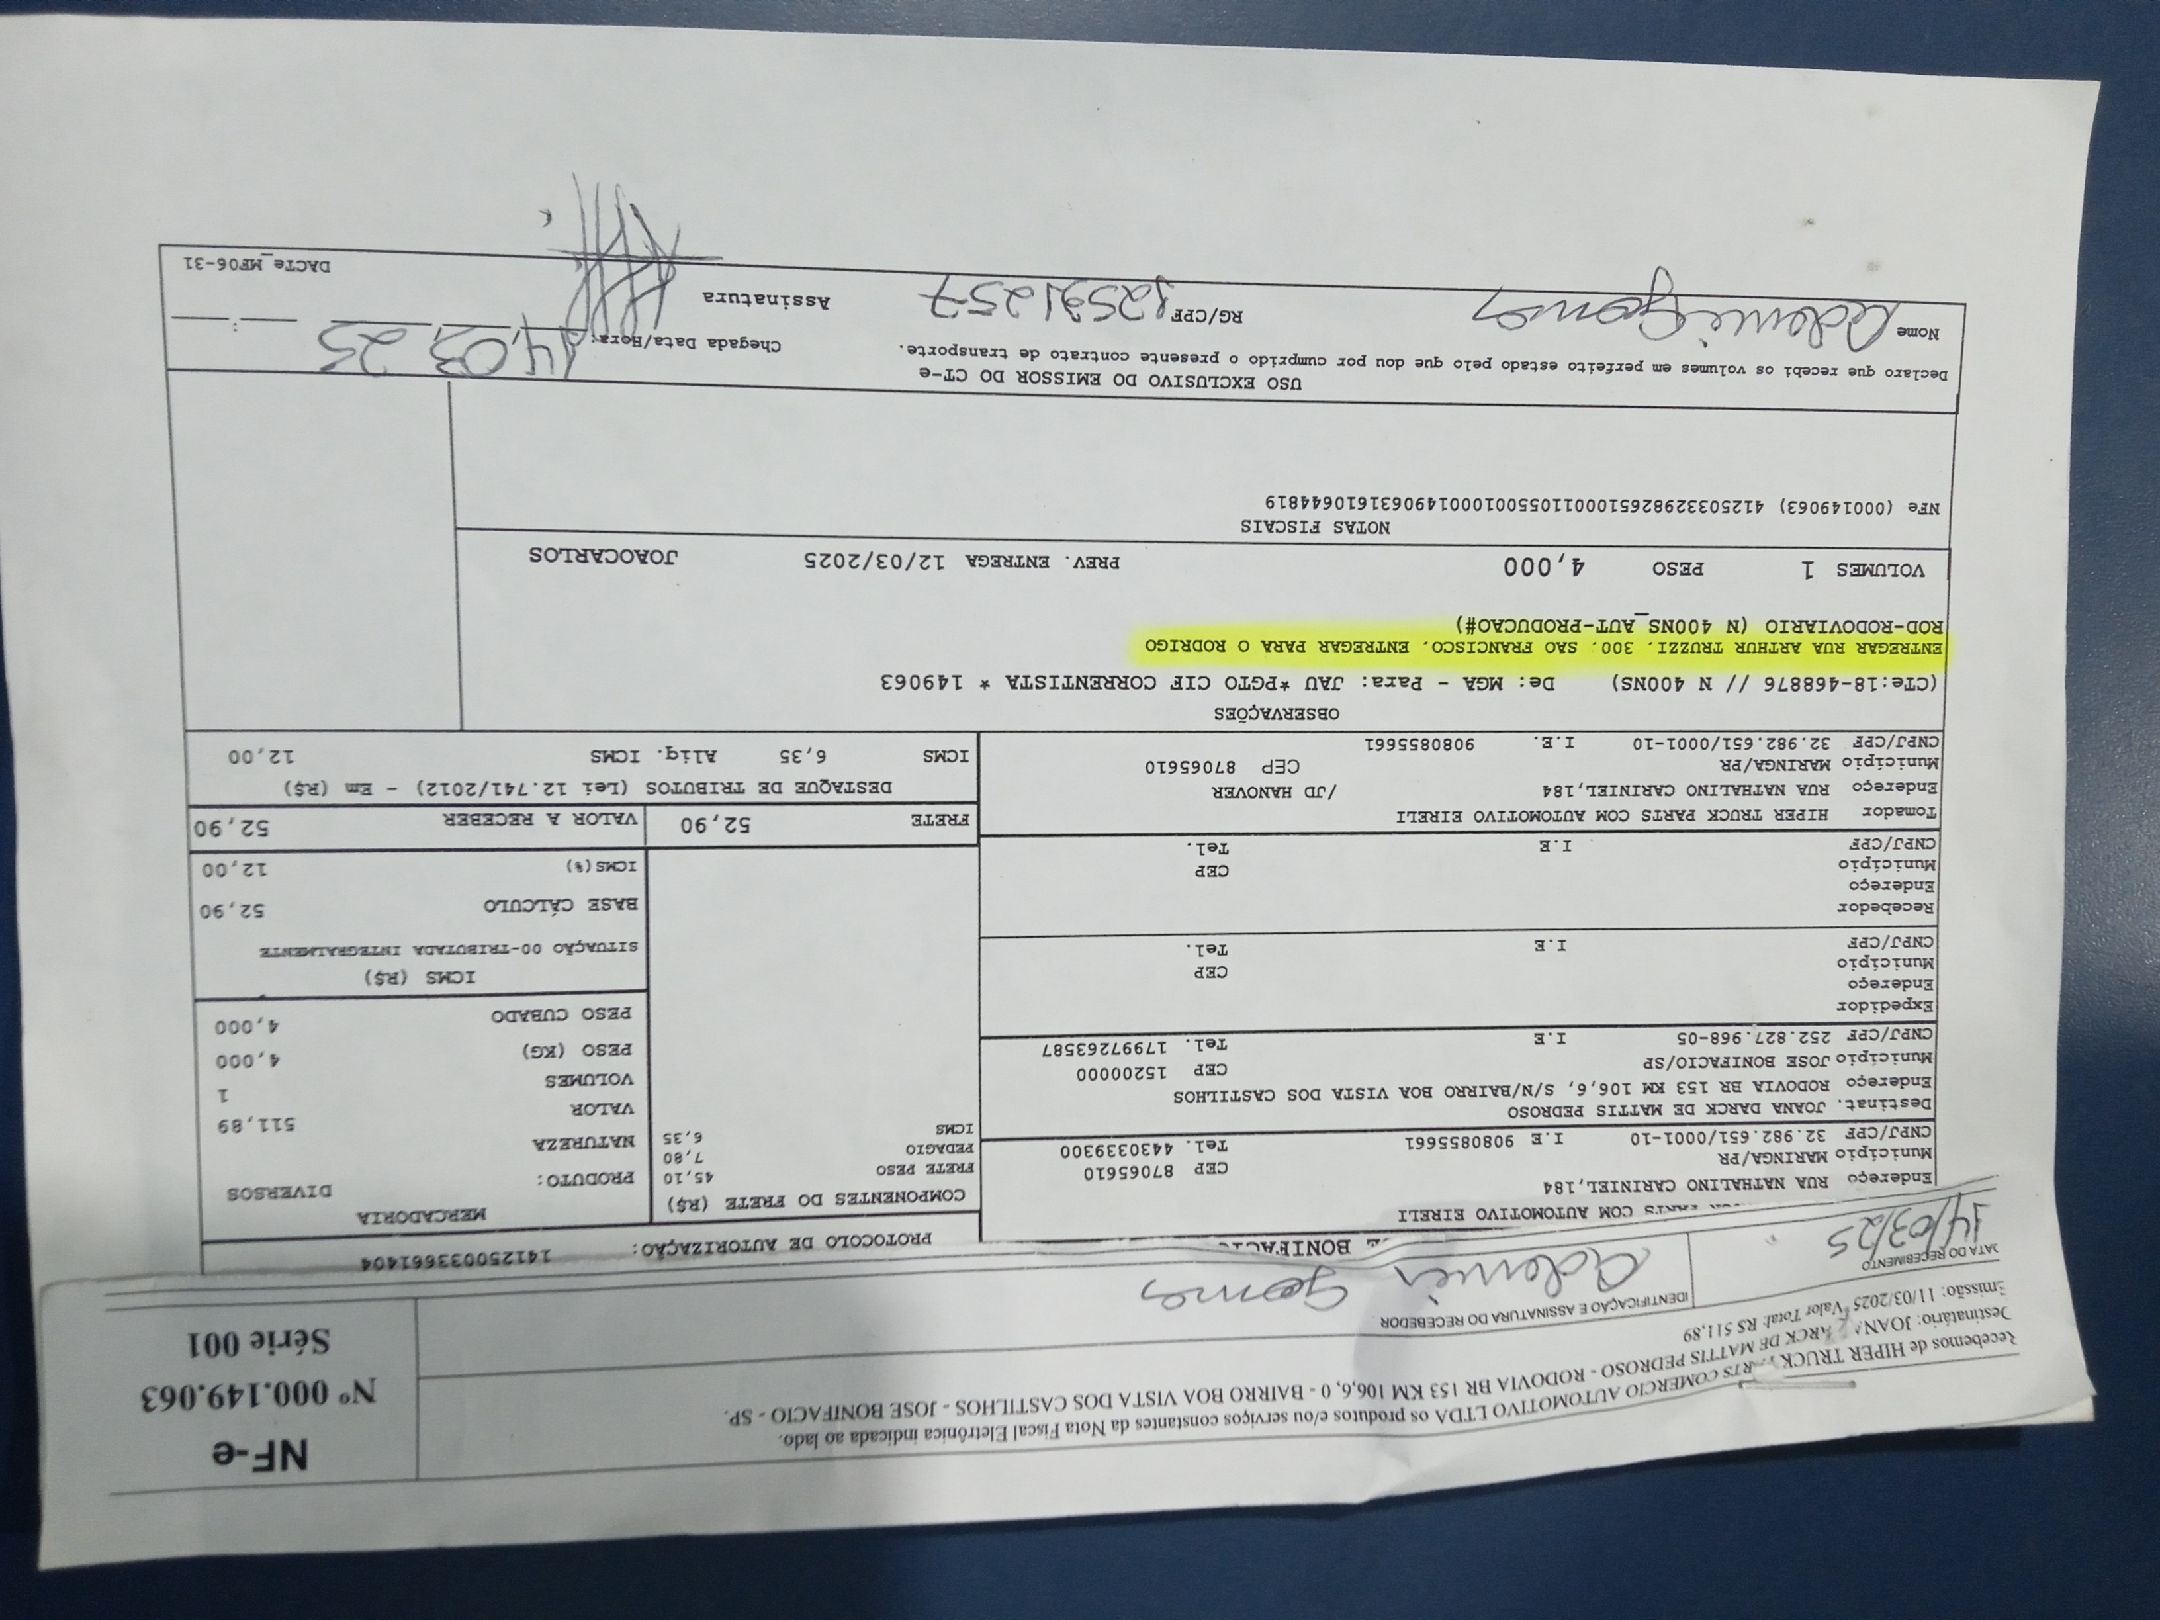 Recebemos de HIPER TRUCK RTS COMERCIO AUTOMOTIVO LTDA os produtos e/ou serviços constantes da Nota Fiscal Eletrônica indicada ao lado.
Destinatário: JOANA ARCK DE MATTIS PEDROSO - RODOVIA BR 153 KM 106,6, 0 - BAIRRO BOA VISTA DOS CASTILHOS - JOSE BONIFACIO - SP.
Emissão: 11/03/2025 Valor Total: R$ 511,89
NF-e
Nº 000.149.063
Série 001
DATA DO RECEBIMENTO
14/03/25
IDENTIFICAÇÃO E ASSINATURA DO RECEBEDOR
Ademir Gomes
BONIFAC
PROTOCOLO DE AUTORIZAÇÃO: 141250033661404
PARTS COM AUTOMOTIVO EIRELI
Endereço RUA NATHALINO CARINIEL,184
Município MARINGA/PR CEP 87065610
CNPJ/CPF 32.982.651/0001-10 I.E 9080855661 Tel. 4430339300
Destinat. JOANA DARCK DE MATTIS PEDROSO
Endereço RODOVIA BR 153 KM 106,6, S/N/BAIRRO BOA VISTA DOS CASTILHOS
Município JOSE BONIFACIO/SP CEP 15200000
CNPJ/CPF 252.827.968-05 I.E Tel. 17997263587
Expedidor
Endereço
Município CEP
CNPJ/CPF I.E Tel.
Recebedor
Endereço
Município CEP
CNPJ/CPF I.E Tel.
Tomador HIPER TRUCK PARTS COM AUTOMOTIVO EIRELI
Endereço RUA NATHALINO CARINIEL,184 /JD HANOVER
Município MARINGA/PR CEP 87065610
CNPJ/CPF 32.982.651/0001-10 I.E. 9080855661
COMPONENTES DO FRETE (R$)
FRETE PESO 45,10
PEDAGIO 7,80
ICMS 6,35
MERCADORIA
PRODUTO: DIVERSOS
NATUREZA
VALOR 511,89
VOLUMES 1
PESO (KG) 4,000
PESO CUBADO 4,000
ICMS (R$)
SITUAÇÃO 00-TRIBUTADA INTEGRALMENTE
BASE CÁLCULO 52,90
ICMS(%) 12,00
FRETE 52,90 VALOR A RECEBER 52,90
DESTAQUE DE TRIBUTOS (Lei 12.741/2012) - Em (R$)
ICMS 6,35 Aliq. ICMS 12,00
OBSERVAÇÕES
(CTe:18-468876 // N 400NS) De: MGA - Para: JAU *PGTO CIF CORRENTISTA * 149063
ENTREGAR RUA ARTHUR TRUZZI. 300. SAO FRANCISCO. ENTREGAR PARA O RODRIGO
ROD-RODOVIARIO (N 400NS_AUT-PRODUCAO#)
VOLUMES 1 PESO 4,000 PREV. ENTREGA 12/03/2025 JOAOCARLOS
NOTAS FISCAIS
NFe (000149063) 41250332982651000110550010001490631610644819
USO EXCLUSIVO DO EMISSOR DO CT-e
Declaro que recebi os volumes em perfeito estado pelo que dou por cumprido o presente contrato de transporte.
Chegada Data/Hora: 14,03,25 __:__
Nome Ademir Gomes RG/CPF Assinatura
DACTe_MF06-31